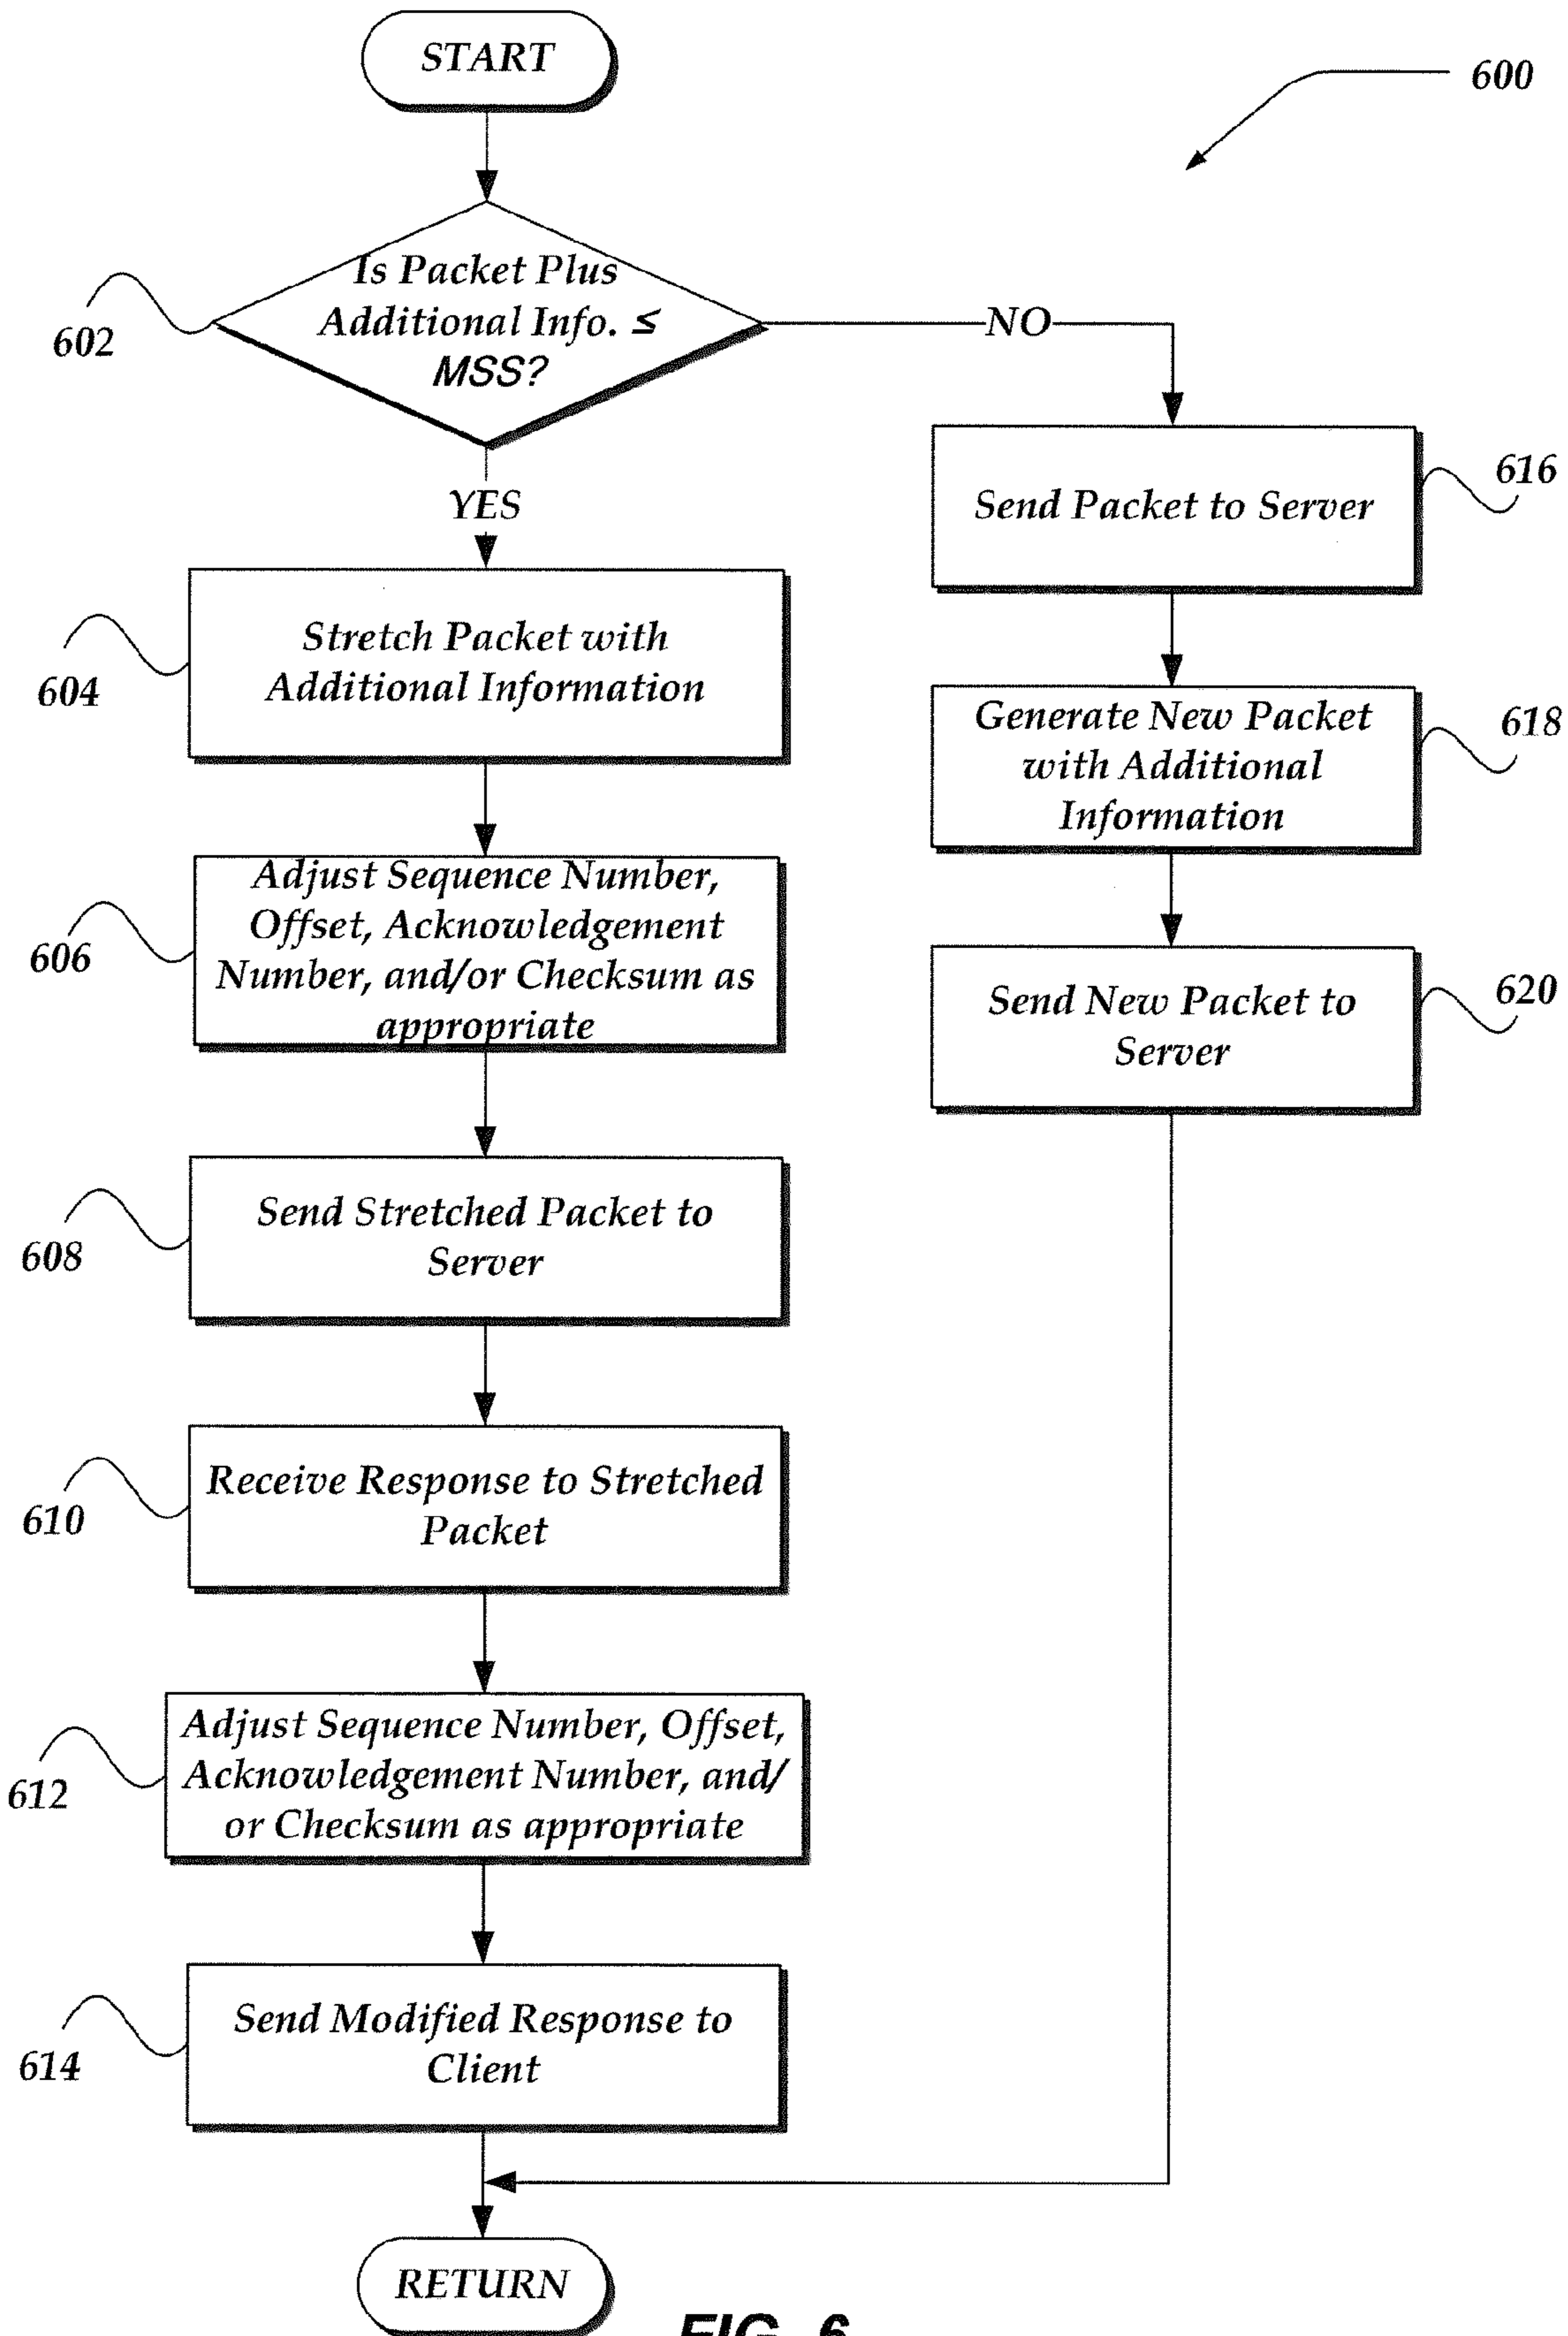 START
600
Is Packet Plus
Additional Info. ≤
MSS?
602
NO
YES
Send Packet to Server
616
Stretch Packet with
Additional Information
604
Generate New Packet
with Additional
Information
618
Adjust Sequence Number,
Offset, Acknowledgement
Number, and/or Checksum as
appropriate
606
Send New Packet to
Server
620
Send Stretched Packet to
Server
608
Receive Response to Stretched
Packet
610
Adjust Sequence Number, Offset,
Acknowledgement Number, and/
or Checksum as appropriate
612
Send Modified Response to
Client
614
RETURN
FIG. 6